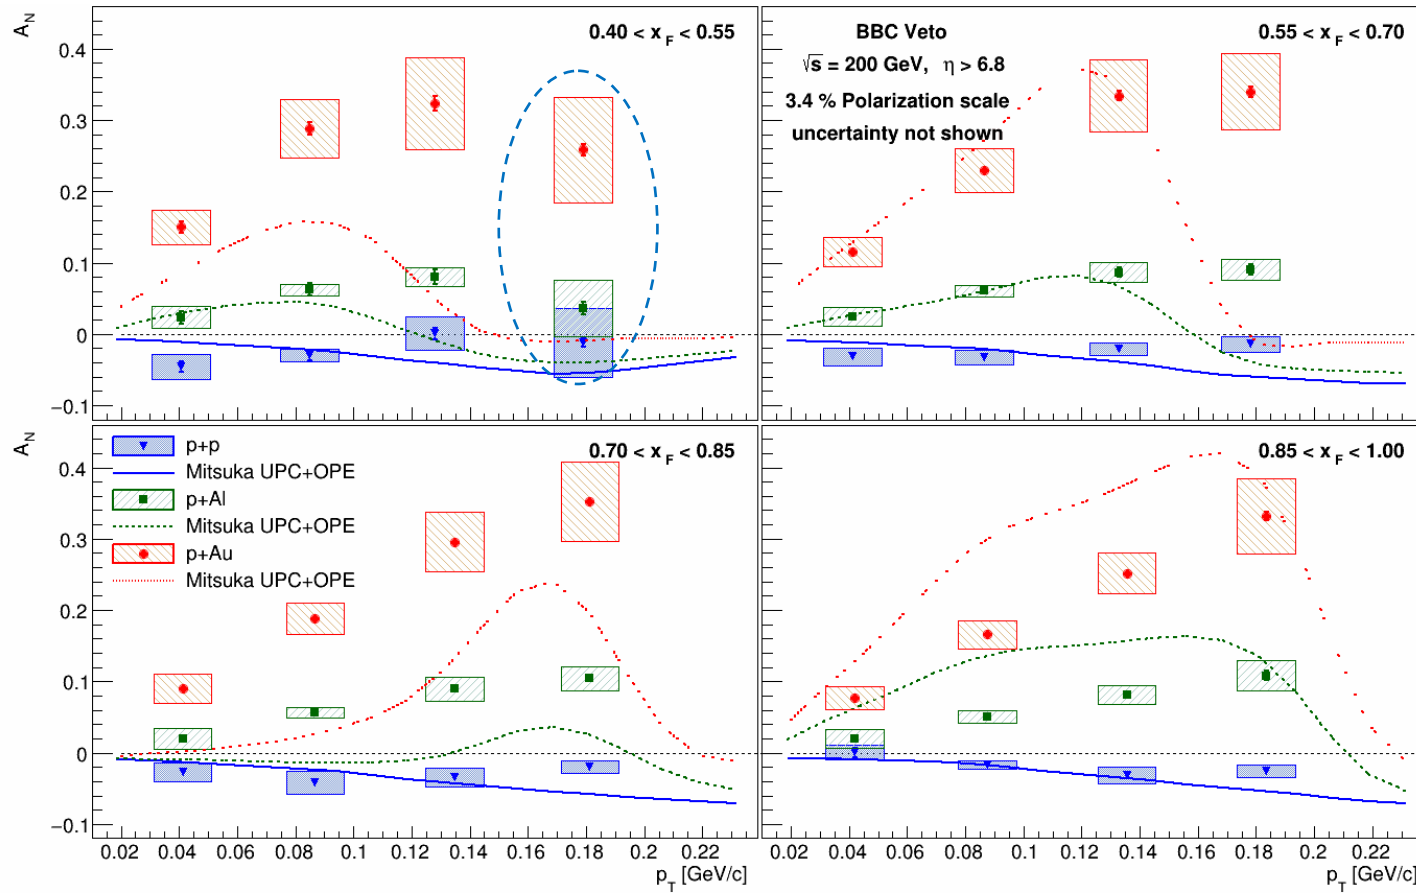 A_N
0.4
0.3
0.2
0.1
0
−0.1
0.40 < x_F < 0.55
BBC Veto
√s = 200 GeV, η > 6.8
3.4 % Polarization scale
uncertainty not shown
0.55 < x_F < 0.70
A_N
0.4
0.3
0.2
0.1
0
−0.1
p+p
Mitsuka UPC+OPE
p+Al
Mitsuka UPC+OPE
p+Au
Mitsuka UPC+OPE
0.70 < x_F < 0.85
0.85 < x_F < 1.00
0.02 0.04 0.06 0.08 0.1 0.12 0.14 0.16 0.18 0.2 0.22
p_T [GeV/c]
0.02 0.04 0.06 0.08 0.1 0.12 0.14 0.16 0.18 0.2 0.22
p_T [GeV/c]